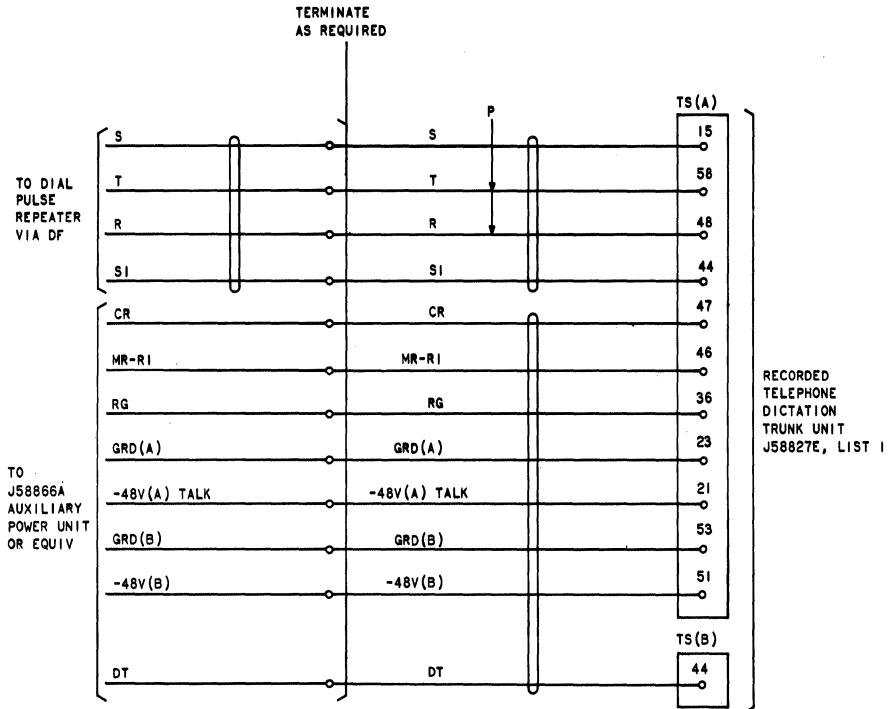 TERMINATE
AS REQUIRED
P
TS(A)
S S 15
TO DIAL
PULSE
REPEATER
VIA DF
T T 58
R R 48
SI SI 44
CR CR 47
MR-RI MR-RI 46
RG RG 36
GRD(A) GRD(A) 23
-48V(A) TALK -48V(A) TALK 21
GRD(B) GRD(B) 53
-48V(B) -48V(B) 51
TO
J58866A
AUXILIARY
POWER UNIT
OR EQUIV
RECORDED
TELEPHONE
DICTATION
TRUNK UNIT
J58827E, LIST I
TS(B)
DT DT 44